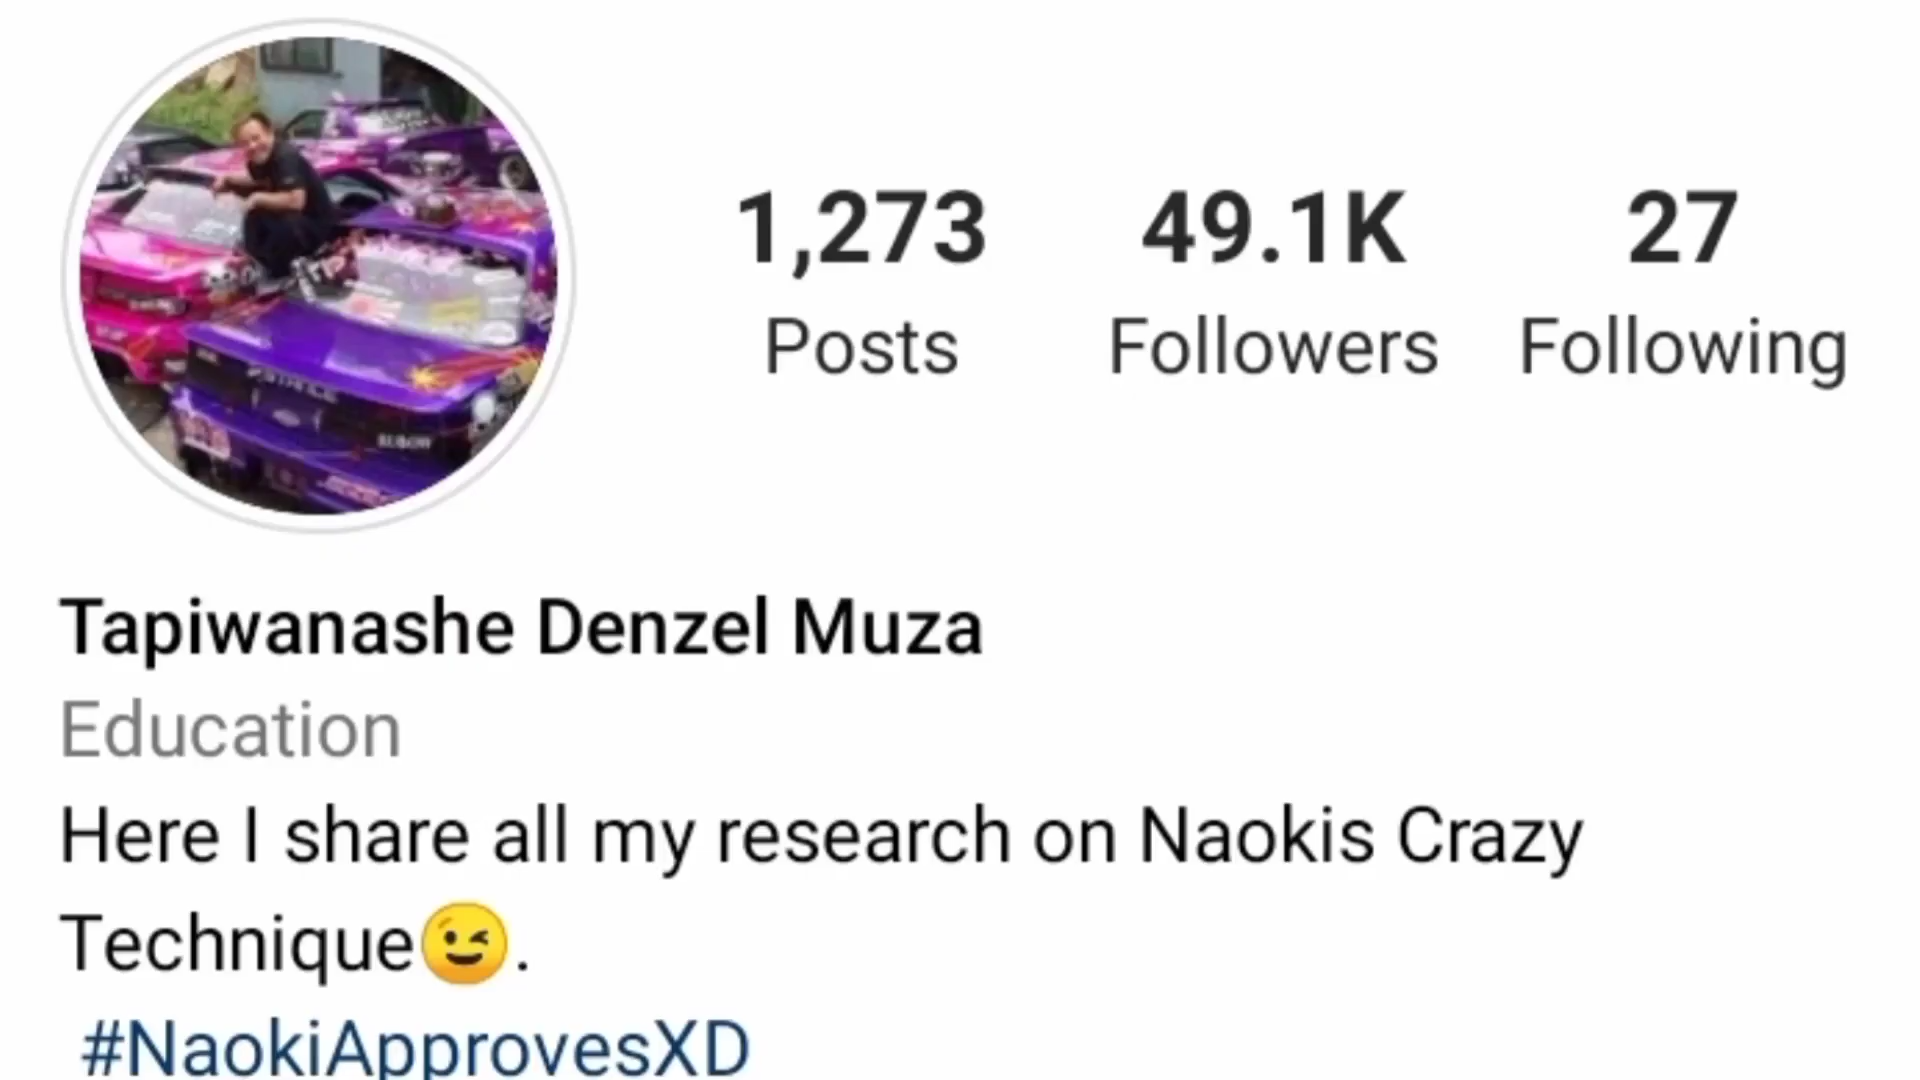 1,273 49.1K 27
Posts Followers Following
Tapiwanashe Denzel Muza
Education
Here I share all my research on Naokis Crazy
Technique😉.
#NaokiApprovesXD